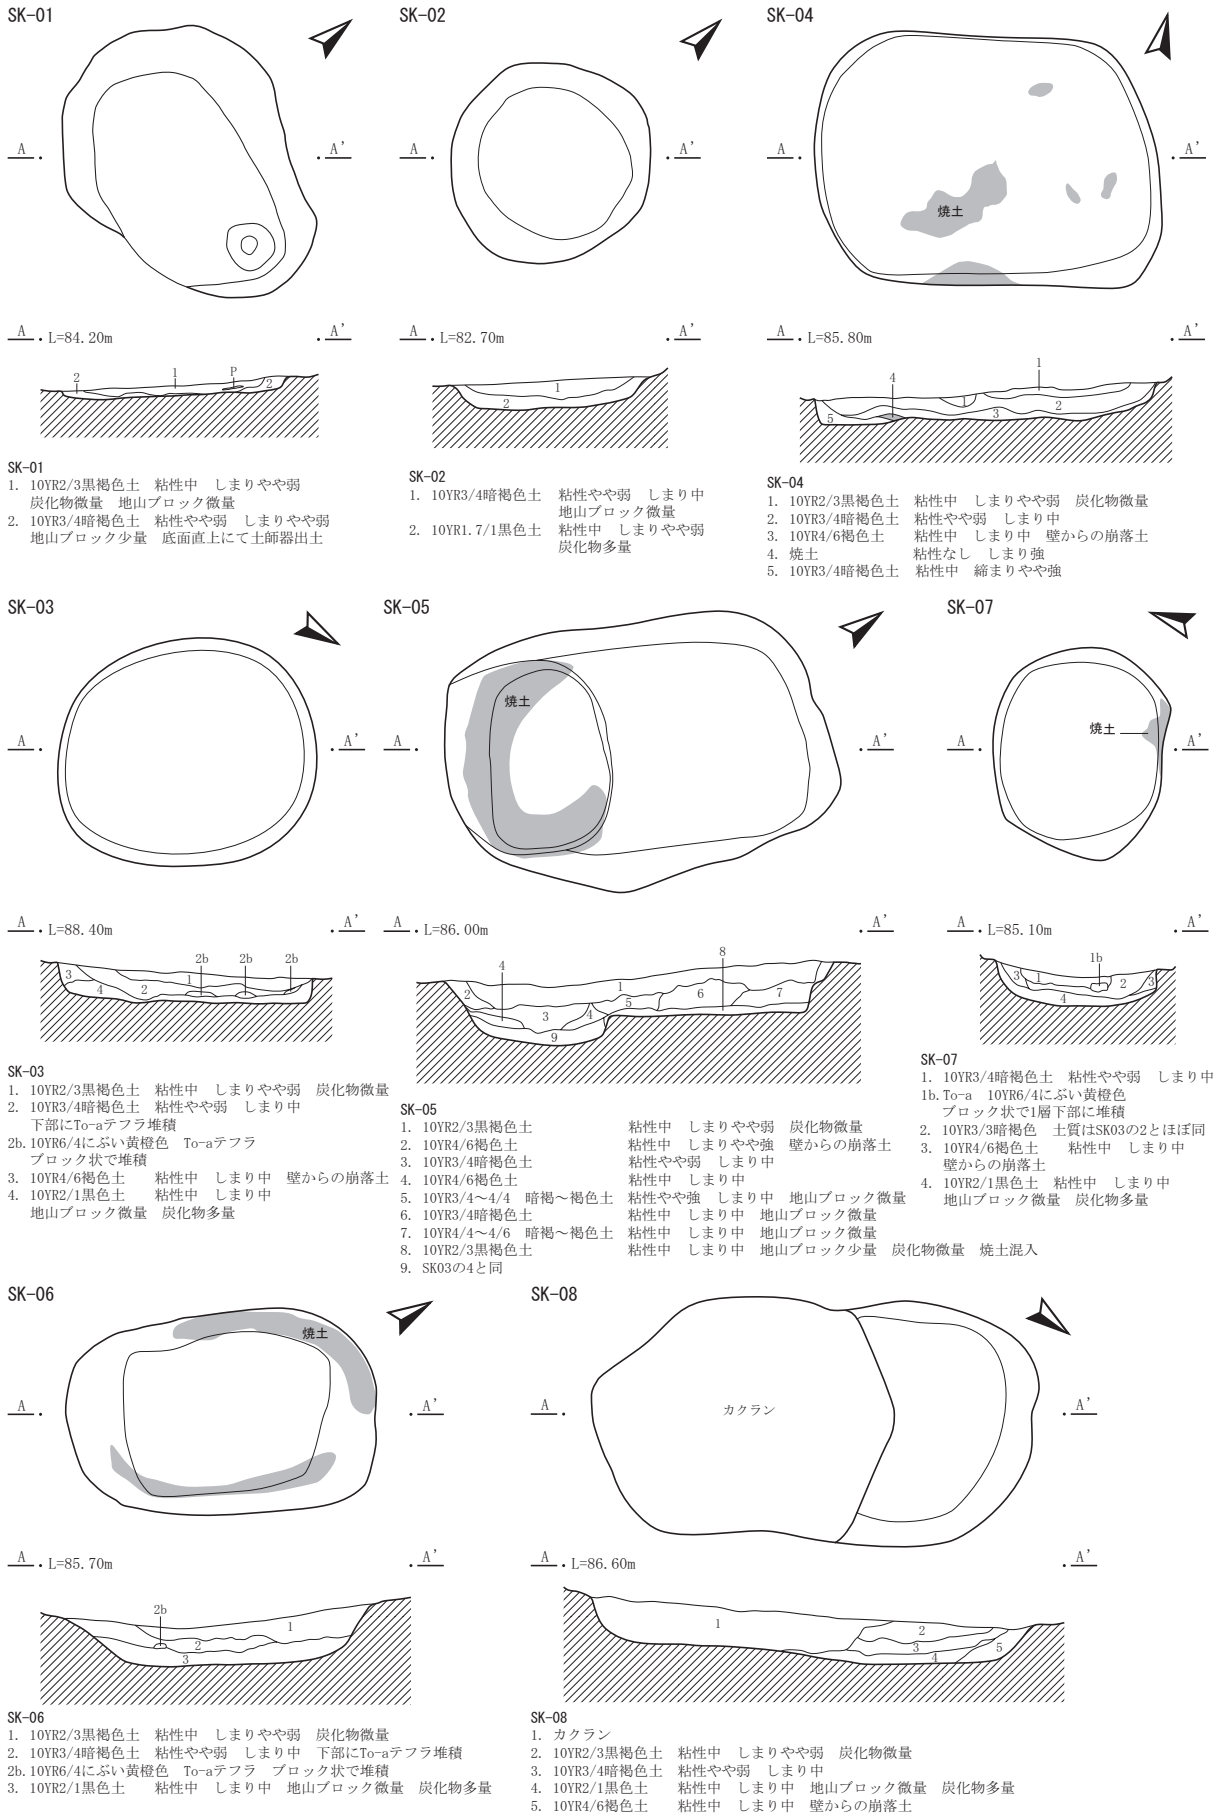 SK-01
A
A'
A
L=84.20m
A'
2
1
P
2
SK-01
1. 10YR2/3黒褐色土　粘性中　しまりやや弱
炭化物微量　地山ブロック微量
2. 10YR3/4暗褐色土　粘性やや弱　しまりやや弱
地山ブロック少量　底面直上にて土師器出土
SK-02
A
A'
A
L=82.70m
A'
1
2
SK-02
1. 10YR3/4暗褐色土　粘性やや弱　しまり中
地山ブロック微量
2. 10YR1.7/1黒色土　粘性中　しまりやや弱
炭化物多量
SK-04
A
A'
焼土
A
L=85.80m
A'
1
4
1
2
3
5
SK-04
1. 10YR2/3黒褐色土　粘性中　しまりやや弱　炭化物微量
2. 10YR3/4暗褐色土　粘性やや弱　しまり中
3. 10YR4/6褐色土　粘性中　しまり中　壁からの崩落土
4. 焼土　粘性なし　しまり強
5. 10YR3/4暗褐色土　粘性中　締まりやや強
SK-03
A
A'
A
L=88.40m
A'
2b
2b
2b
3
1
4
2
SK-03
1. 10YR2/3黒褐色土　粘性中　しまりやや弱　炭化物微量
2. 10YR3/4暗褐色土　粘性やや弱　しまり中
下部にTo-aテフラ堆積
2b. 10YR6/4にぶい黄橙色　To-aテフラ
ブロック状で堆積
3. 10YR4/6褐色土　粘性中　しまり中　壁からの崩落土
4. 10YR2/1黒色土　粘性中　しまり中
地山ブロック微量　炭化物多量
SK-05
焼土
A
A'
A
L=86.00m
A'
8
4
1
2
6
7
5
3
4
9
SK-05
1. 10YR2/3黒褐色土　粘性中　しまりやや弱　炭化物微量
2. 10YR4/6褐色土　粘性中　しまりやや強　壁からの崩落土
3. 10YR3/4暗褐色土　粘性やや弱　しまり中
4. 10YR4/6褐色土　粘性中　しまり中
5. 10YR3/4～4/4　暗褐～褐色土　粘性やや強　しまり中　地山ブロック微量
6. 10YR3/4暗褐色土　粘性中　しまり中　地山ブロック微量
7. 10YR4/4～4/6　暗褐～褐色土　粘性中　しまり中　地山ブロック微量
8. 10YR2/3黒褐色土　粘性中　しまり中　地山ブロック少量　炭化物微量　焼土混入
9. SK03の4と同
SK-07
焼土
A
A'
A
L=85.10m
A'
1b
3
1
2
3
4
SK-07
1. 10YR3/4暗褐色土　粘性やや弱　しまり中
1b. To-a　10YR6/4にぶい黄橙色
ブロック状で1層下部に堆積
2. 10YR3/3暗褐色　土質はSK03の2とほぼ同
3. 10YR4/6褐色土　粘性中　しまり中
壁からの崩落土
4. 10YR2/1黒色土　粘性中　しまり中
地山ブロック微量　炭化物多量
SK-06
焼土
A
A'
A
L=85.70m
A'
2b
1
2
3
SK-06
1. 10YR2/3黒褐色土　粘性中　しまりやや弱　炭化物微量
2. 10YR3/4暗褐色土　粘性やや弱　しまり中　下部にTo-aテフラ堆積
2b. 10YR6/4にぶい黄橙色　To-aテフラ　ブロック状で堆積
3. 10YR2/1黒色土　粘性中　しまり中　地山ブロック微量　炭化物多量
SK-08
A
カクラン
A'
A
L=86.60m
A'
1
2
3
4
5
SK-08
1. カクラン
2. 10YR2/3黒褐色土　粘性中　しまりやや弱　炭化物微量
3. 10YR3/4暗褐色土　粘性やや弱　しまり中
4. 10YR2/1黒色土　粘性中　しまり中　地山ブロック微量　炭化物多量
5. 10YR4/6褐色土　粘性中　しまり中　壁からの崩落土